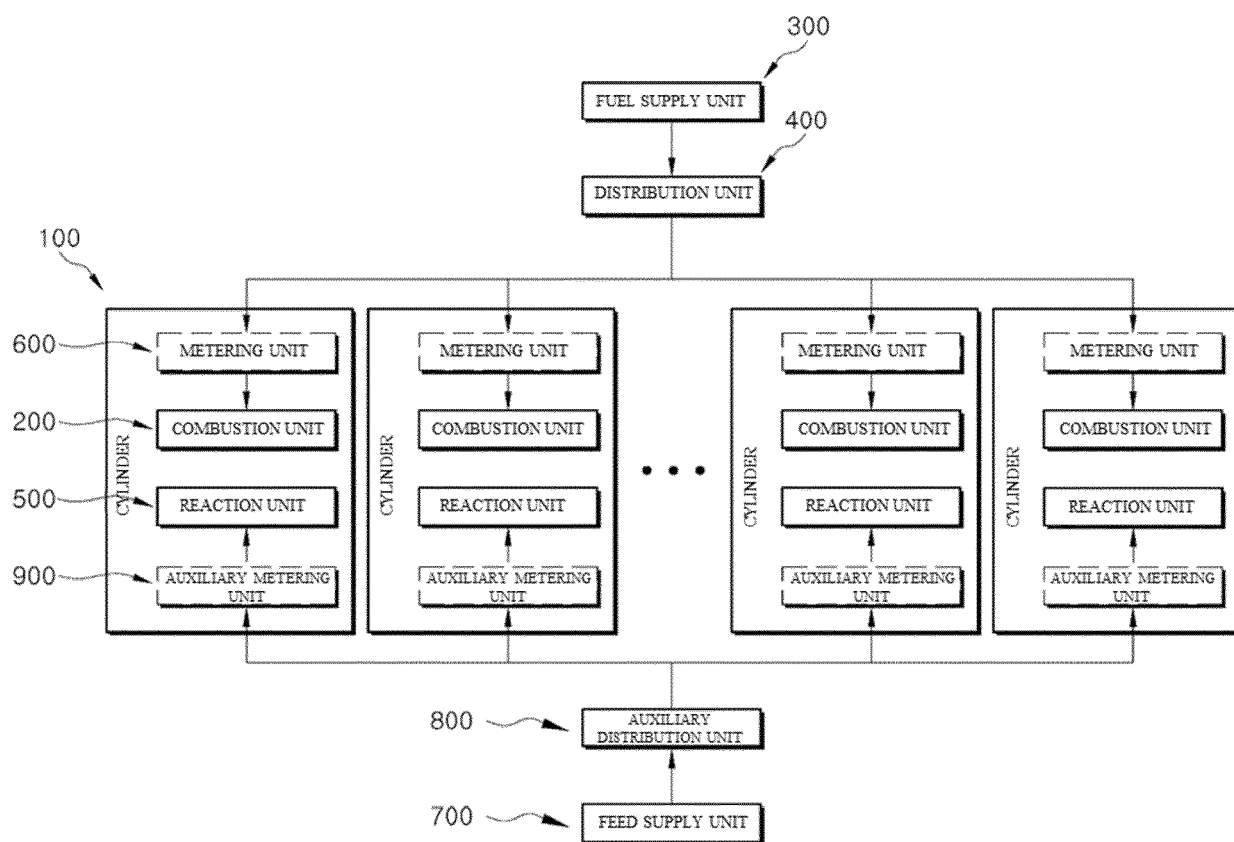 300
FUEL SUPPLY UNIT
400
DISTRIBUTION UNIT
100
600
METERING UNIT
METERING UNIT
METERING UNIT
METERING UNIT
200
COMBUSTION UNIT
COMBUSTION UNIT
COMBUSTION UNIT
COMBUSTION UNIT
CYLINDER
CYLINDER
CYLINDER
CYLINDER
500
REACTION UNIT
REACTION UNIT
REACTION UNIT
REACTION UNIT
900
AUXILIARY METERING
UNIT
AUXILIARY METERING
UNIT
AUXILIARY METERING
UNIT
AUXILIARY METERING
UNIT
800
AUXILIARY
DISTRIBUTION UNIT
700
FEED SUPPLY UNIT